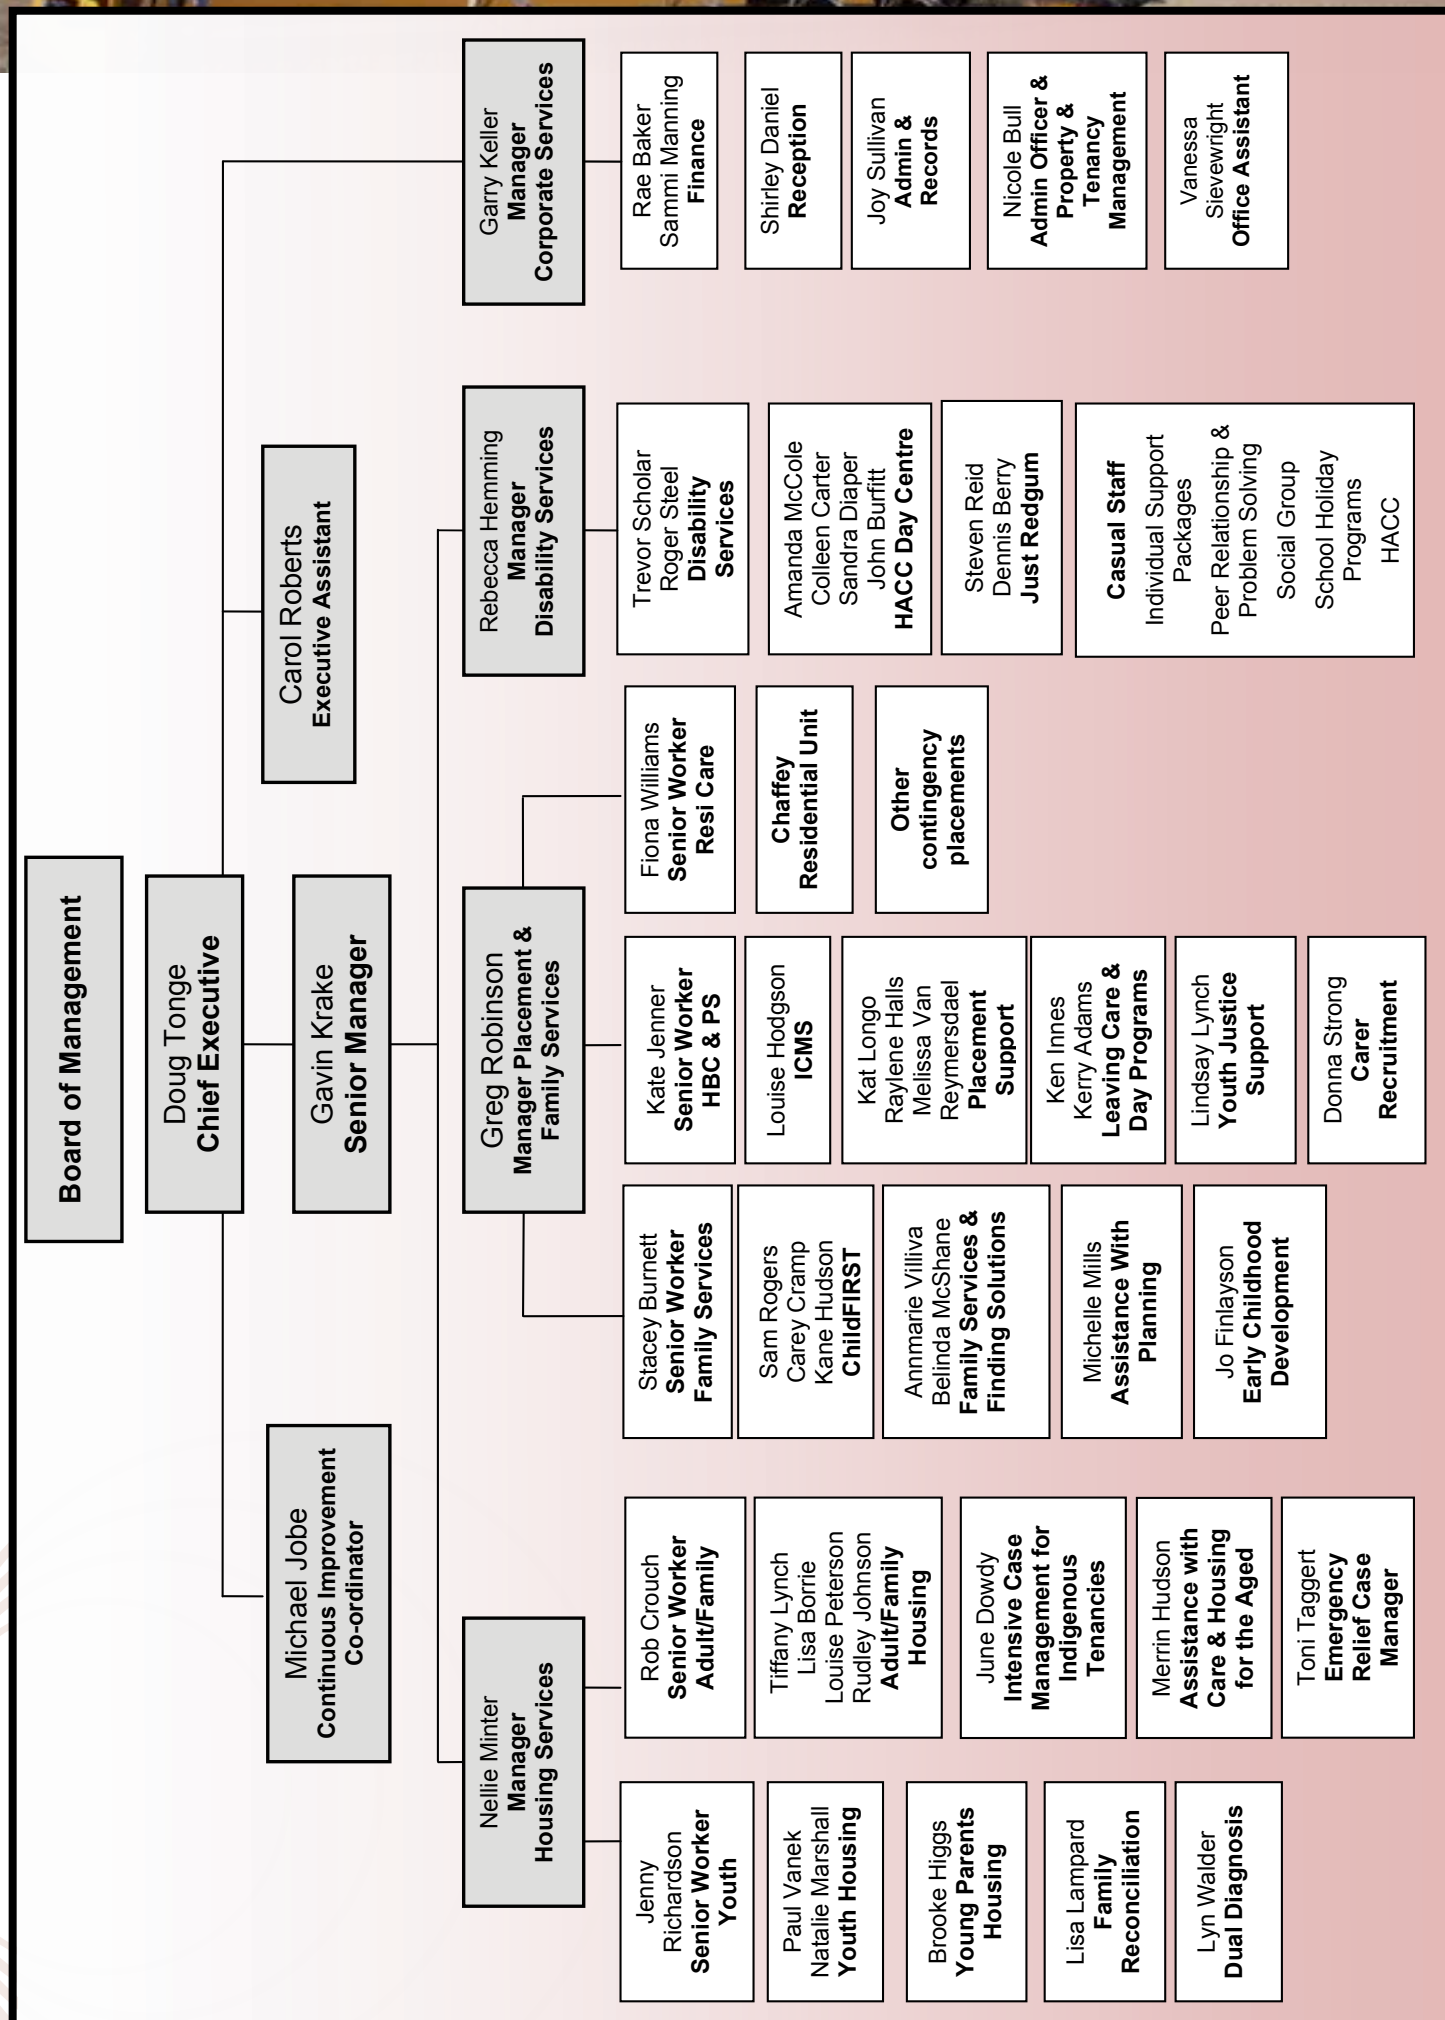 Board of Management
Doug Tonge
Chief Executive
Michael Jobe
Continuous Improvement
Co-ordinator
Carol Roberts
Executive Assistant
Gavin Krake
Senior Manager
Nellie Minter
Manager
Housing Services
Greg Robinson
Manager Placement &
Family Services
Rebecca Hemming
Manager
Disability Services
Garry Keller
Manager
Corporate Services
Jenny
Richardson
Senior Worker
Youth
Paul Vanek
Natalie Marshall
Youth Housing
Brooke Higgs
Young Parents
Housing
Lisa Lampard
Family
Reconciliation
Lyn Walder
Dual Diagnosis
Rob Crouch
Senior Worker
Adult/Family
Tiffany Lynch
Lisa Borrie
Louise Peterson
Rudley Johnson
Adult/Family
Housing
June Dowdy
Intensive Case
Management for
Indigenous
Tenancies
Merrin Hudson
Assistance with
Care & Housing
for the Aged
Toni Taggert
Emergency
Relief Case
Manager
Stacey Burnett
Senior Worker
Family Services
Sam Rogers
Carey Cramp
Kane Hudson
ChildFIRST
Annmarie Villiva
Belinda McShane
Family Services &
Finding Solutions
Michelle Mills
Assistance With
Planning
Jo Finlayson
Early Childhood
Development
Kate Jenner
Senior Worker
HBC & PS
Louise Hodgson
ICMS
Kat Longo
Raylene Halls
Melissa Van
Reymersdael
Placement
Support
Ken Innes
Kerry Adams
Leaving Care &
Day Programs
Lindsay Lynch
Youth Justice
Support
Donna Strong
Carer
Recruitment
Fiona Williams
Senior Worker
Resi Care
Chaffey
Residential Unit
Other
contingency
placements
Trevor Scholar
Roger Steel
Disability
Services
Amanda McCole
Colleen Carter
Sandra Diaper
John Burfitt
HACC Day Centre
Steven Reid
Dennis Berry
Just Redgum
Casual Staff
Individual Support
Packages
Peer Relationship &
Problem Solving
Social Group
School Holiday
Programs
HACC
Rae Baker
Sammi Manning
Finance
Shirley Daniel
Reception
Joy Sullivan
Admin &
Records
Nicole Bull
Admin Officer &
Property &
Tenancy
Management
Vanessa
Sievewright
Office Assistant